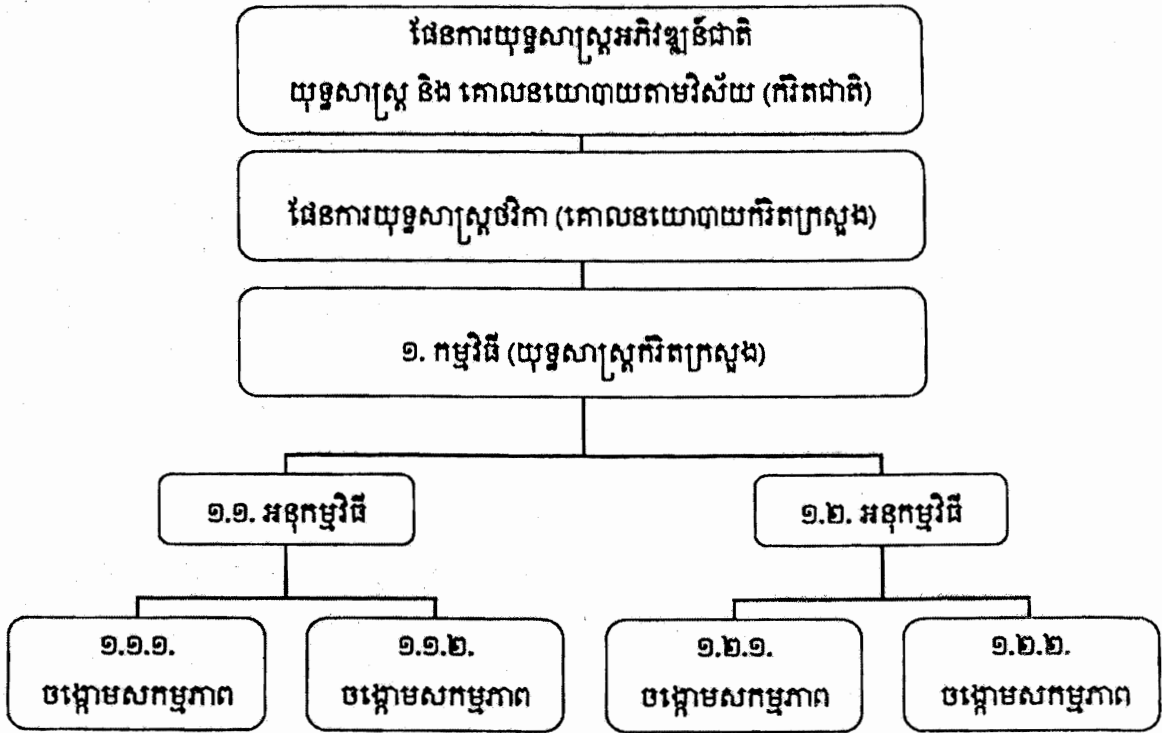 ផែនការយុទ្ធសាស្ត្រអភិវឌ្ឍន៍ជាតិ
យុទ្ធសាស្ត្រ និង គោលនយោបាយតាមវិស័យ (កំរិតជាតិ)
ផែនការយុទ្ធសាស្ត្រថវិកា (គោលនយោបាយកំរិតក្រសួង)
១. កម្មវិធី (យុទ្ធសាស្ត្រកំរិតក្រសួង)
១.១. អនុកម្មវិធី
១.២. អនុកម្មវិធី
១.១.១.
ចង្កោមសកម្មភាព
១.១.២.
ចង្កោមសកម្មភាព
១.២.១.
ចង្កោមសកម្មភាព
១.២.២.
ចង្កោមសកម្មភាព